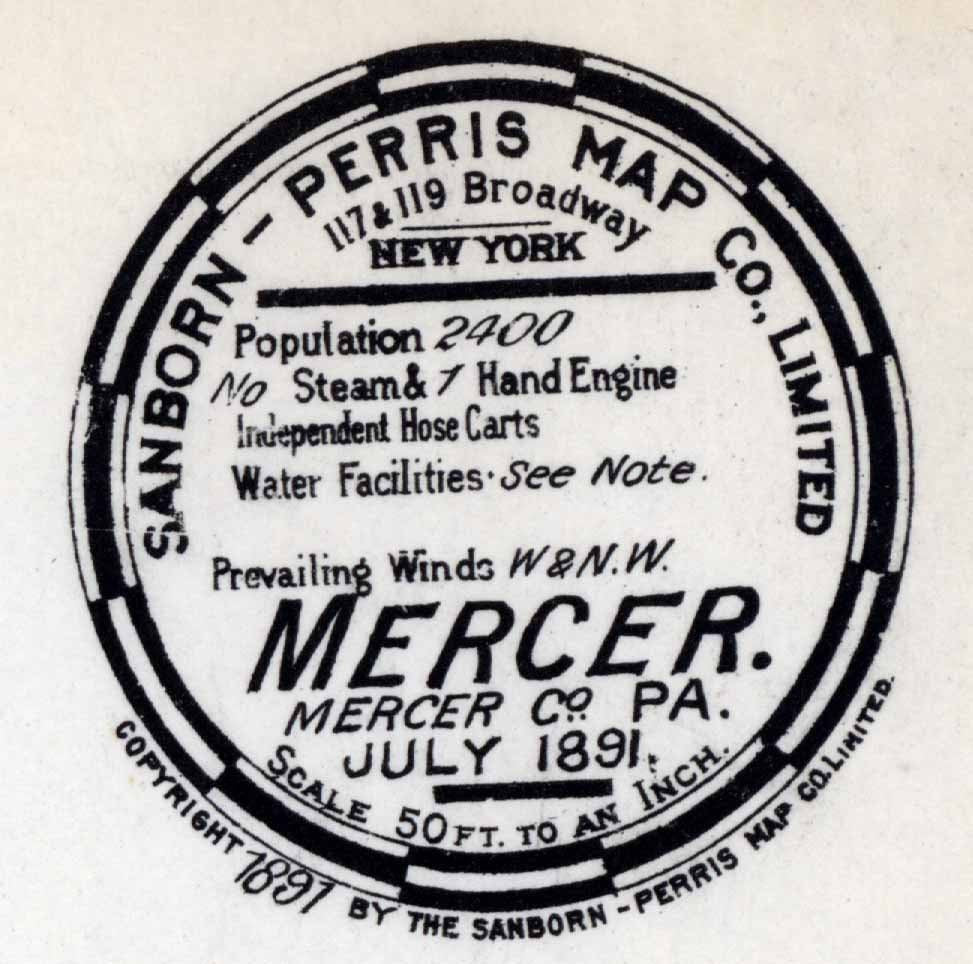 SANBORN - PERRIS MAP CO., LIMITED
117 & 119 Broadway
NEW YORK
Population 2400
No Steam & 1 Hand Engine
Independent Hose Carts
Water Facilities. See Note.
Prevailing Winds W & N.W.
MERCER.
MERCER Co. PA.
JULY 1891.
SCALE 50 FT. TO AN INCH.
COPYRIGHT 1891 BY THE SANBORN - PERRIS MAP CO. LIMITED.